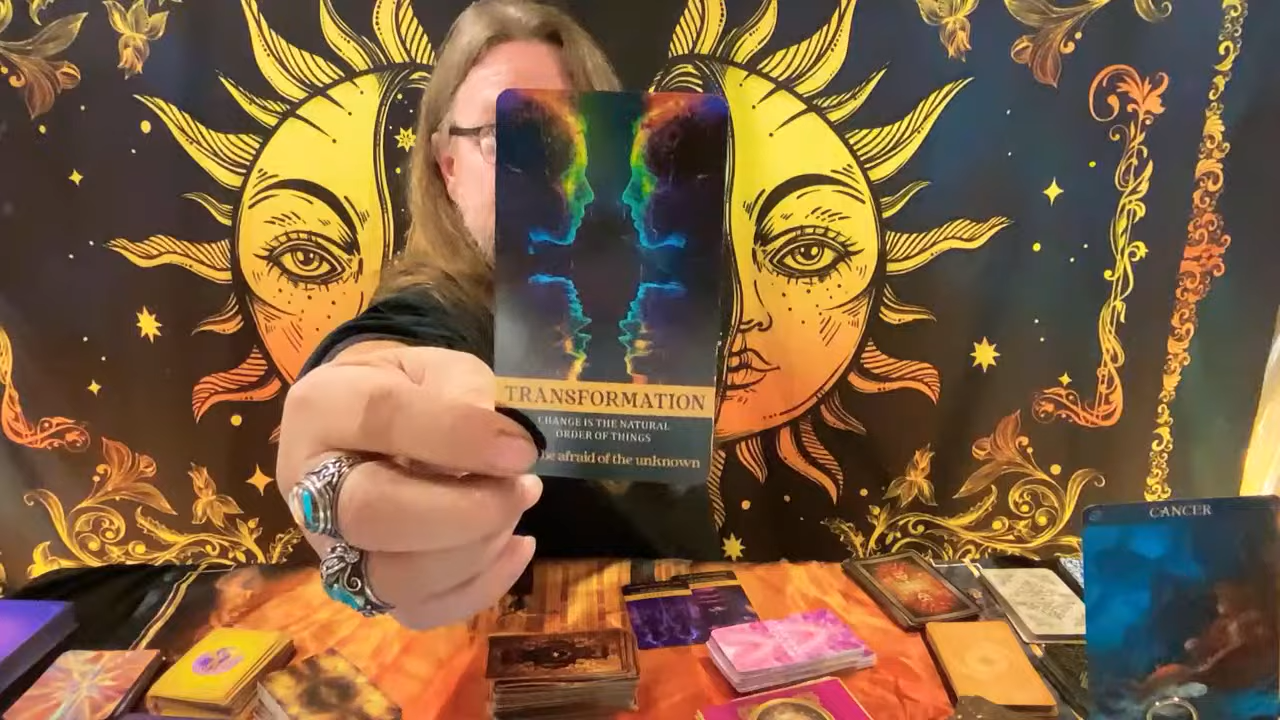 TRANSFORMATION
CHANGE IS THE NATURAL
ORDER OF THINGS
be afraid of the unknown
CANCER